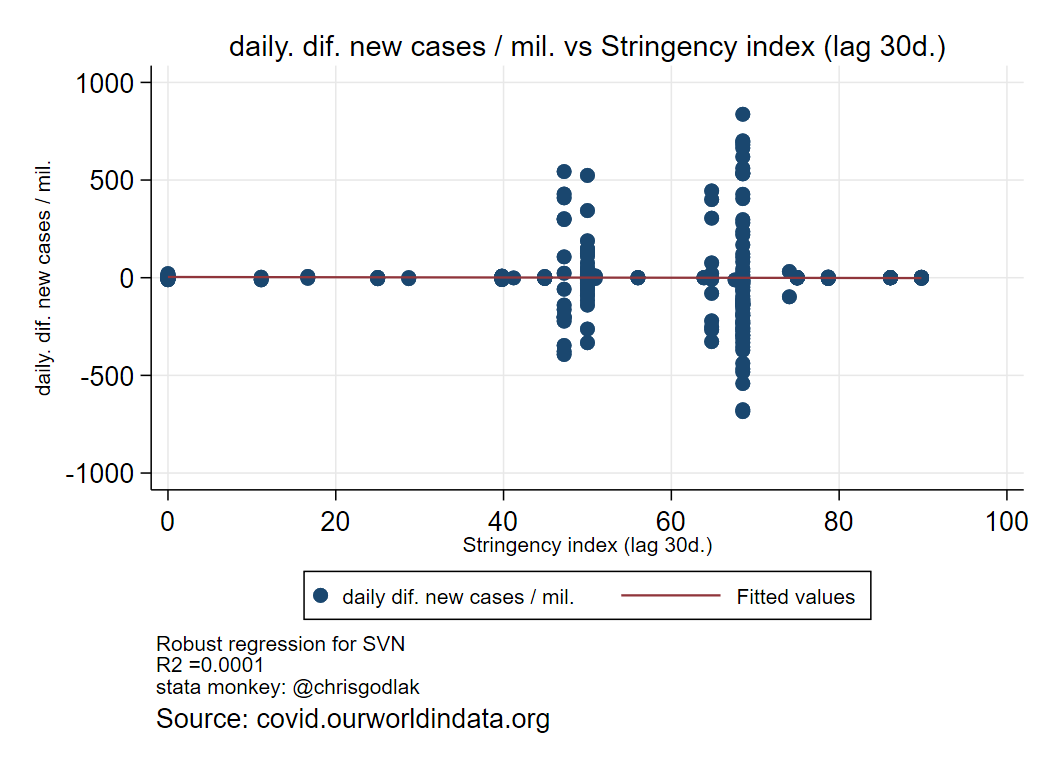 daily. dif. new cases / mil. vs Stringency index (lag 30d.)
daily. dif. new cases / mil.
1000
500
0
-500
-1000
0 20 40 60 80 100
Stringency index (lag 30d.)
daily dif. new cases / mil. Fitted values
Robust regression for SVN
R2 =0.0001
stata monkey: @chrisgodlak
Source: covid.ourworldindata.org